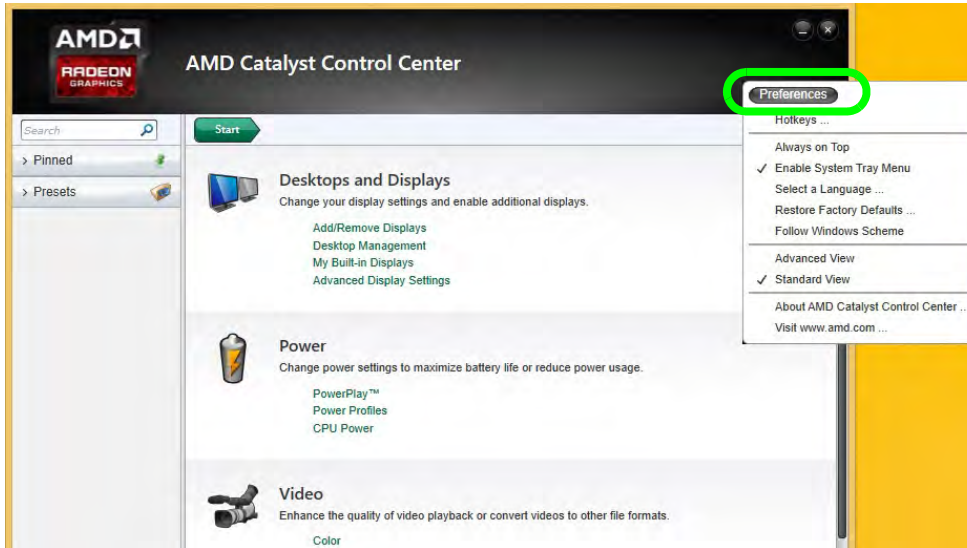 AMD
RADEON
GRAPHICS
AMD Catalyst Control Center
Preferences
Hotkeys ...
Always on Top
✓ Enable System Tray Menu
Select a Language ...
Restore Factory Defaults ...
Follow Windows Scheme
Advanced View
✓ Standard View
About AMD Catalyst Control Center ..
Visit www.amd.com ...
Search
> Pinned
> Presets
Start
Desktops and Displays
Change your display settings and enable additional displays.
Add/Remove Displays
Desktop Management
My Built-in Displays
Advanced Display Settings
Power
Change power settings to maximize battery life or reduce power usage.
PowerPlay™
Power Profiles
CPU Power
Video
Enhance the quality of video playback or convert videos to other file formats.
Color